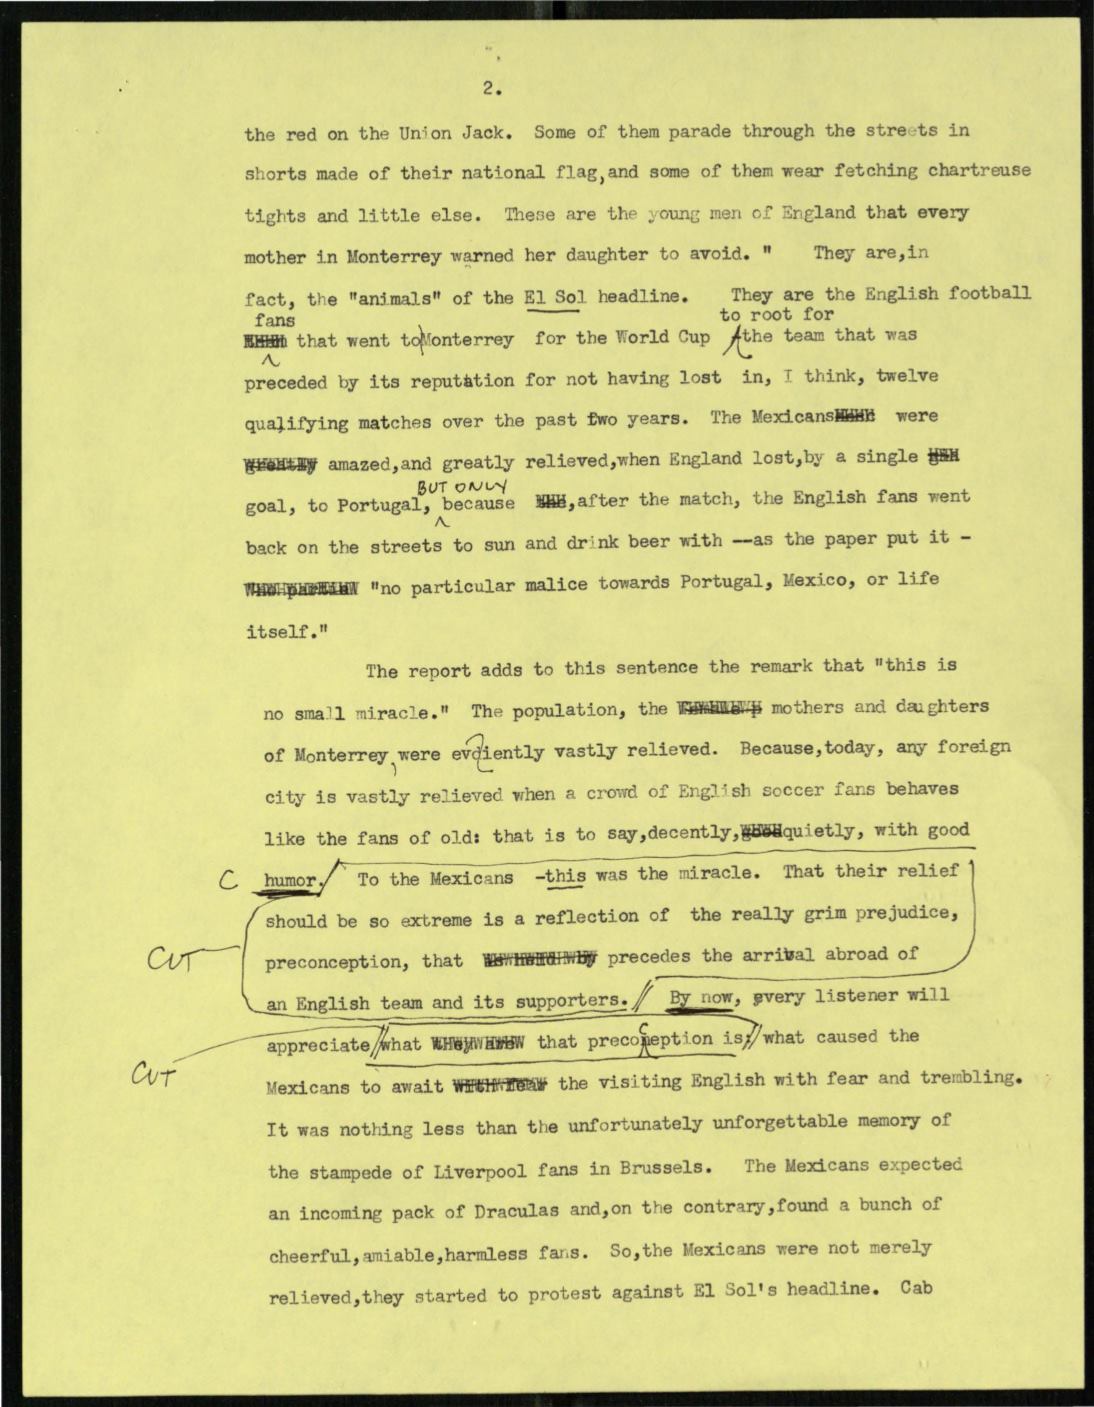 2.
the red on the Union Jack. Some of them parade through the streets in
shorts made of their national flag, and some of them wear fetching chartreuse
tights and little else. These are the young men of England that every
mother in Monterrey warned her daughter to avoid. " They are, in
fact, the "animals" of the El Sol headline. They are the English football
fans to root for
that went to Monterrey for the World Cup the team that was
preceded by its reputation for not having lost in, I think, twelve
qualifying matches over the past two years. The Mexicans were
greatly amazed, and greatly relieved, when England lost, by a single
BUT ONLY
goal, to Portugal, because , after the match, the English fans went
back on the streets to sun and drink beer with --as the paper put it -
"no particular malice towards Portugal, Mexico, or life
itself."
The report adds to this sentence the remark that "this is
no small miracle." The population, the mothers and daughters
of Monterrey, were evdiently vastly relieved. Because, today, any foreign
city is vastly relieved when a crowd of English soccer fans behaves
like the fans of old: that is to say, decently, good quietly, with good
C humor. To the Mexicans -this was the miracle. That their relief
should be so extreme is a reflection of the really grim prejudice,
CUT preconception, that precedes the arrival abroad of
an English team and its supporters. // By now, every listener will
appreciate // what that preconception is; // what caused the
CUT
Mexicans to await the visiting English with fear and trembling.
It was nothing less than the unfortunately unforgettable memory of
the stampede of Liverpool fans in Brussels. The Mexicans expected
an incoming pack of Draculas and, on the contrary, found a bunch of
cheerful, amiable, harmless fans. So, the Mexicans were not merely
relieved, they started to protest against El Sol's headline. Cab